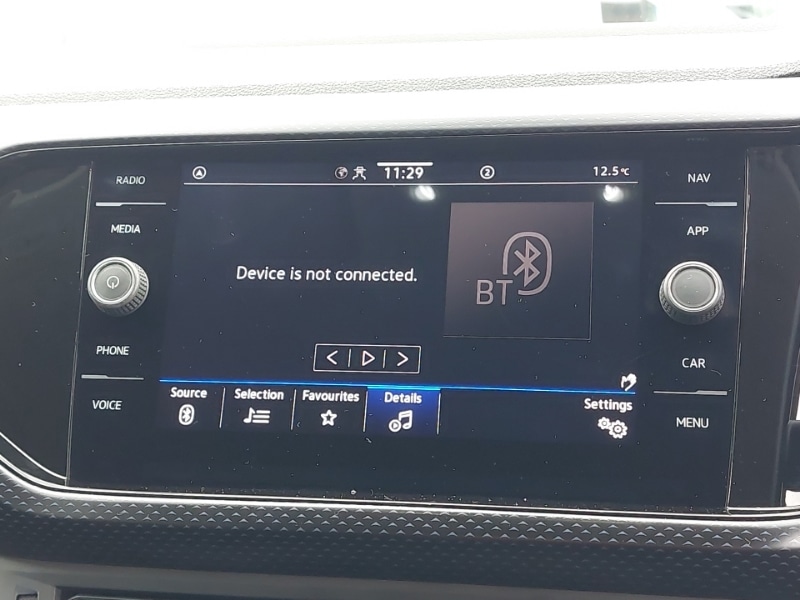 RADIO
MEDIA
PHONE
VOICE
11:29
2
12.5°C
Device is not connected.
BT
Source
Selection
Favourites
Details
Settings
NAV
APP
CAR
MENU